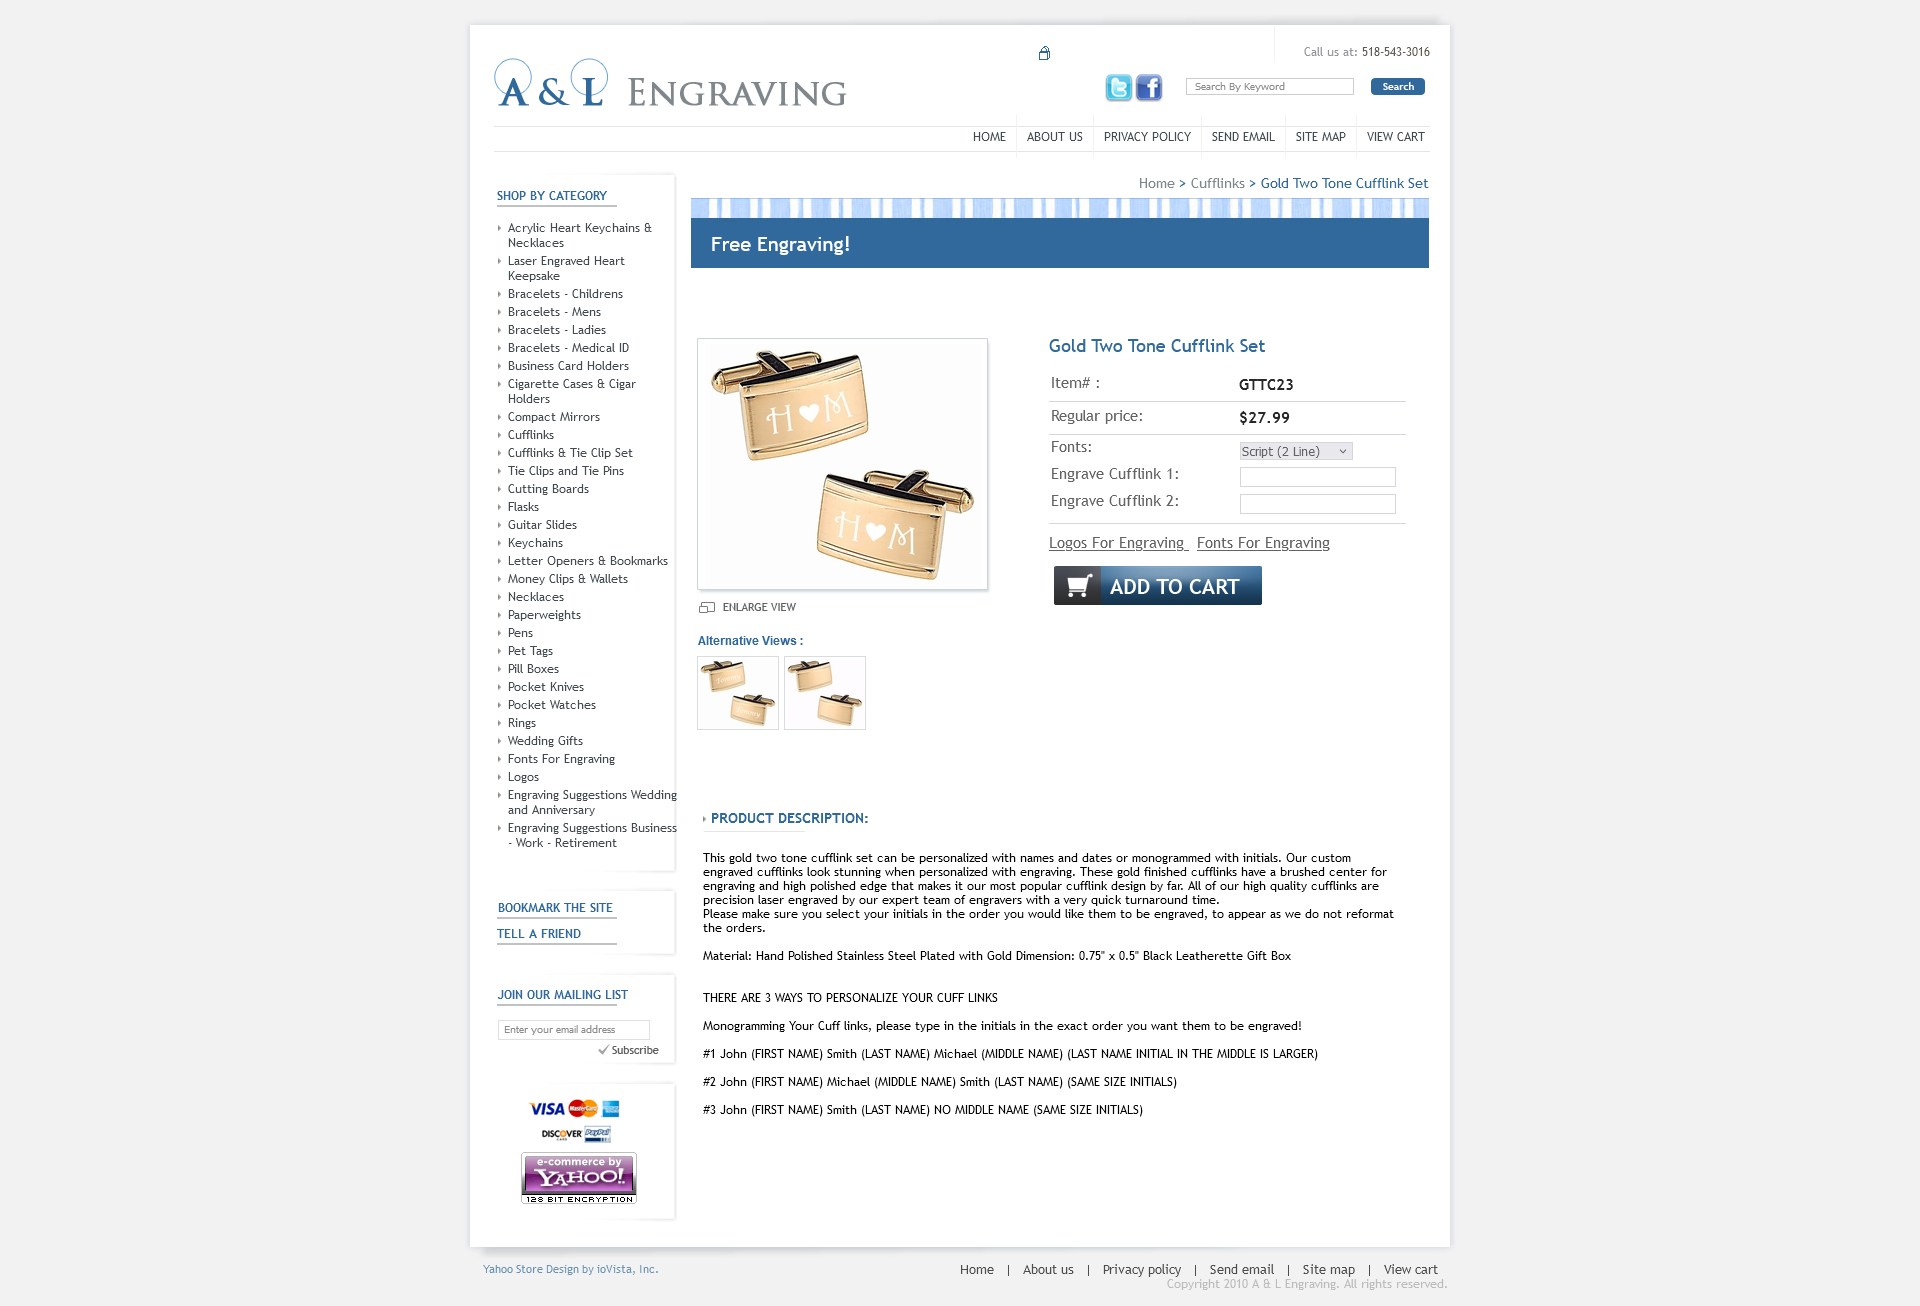 A & L ENGRAVING
Call us at: 518-543-3016
Search By Keyword
Search
HOME
ABOUT US
PRIVACY POLICY
SEND EMAIL
SITE MAP
VIEW CART
SHOP BY CATEGORY
Acrylic Heart Keychains &
Necklaces
Laser Engraved Heart
Keepsake
Bracelets - Childrens
Bracelets - Mens
Bracelets - Ladies
Bracelets - Medical ID
Business Card Holders
Cigarette Cases & Cigar
Holders
Compact Mirrors
Cufflinks
Cufflinks & Tie Clip Set
Tie Clips and Tie Pins
Cutting Boards
Flasks
Guitar Slides
Keychains
Letter Openers & Bookmarks
Money Clips & Wallets
Necklaces
Paperweights
Pens
Pet Tags
Pill Boxes
Pocket Knives
Pocket Watches
Rings
Wedding Gifts
Fonts For Engraving
Logos
Engraving Suggestions Wedding
and Anniversary
Engraving Suggestions Business
- Work - Retirement
BOOKMARK THE SITE
TELL A FRIEND
JOIN OUR MAILING LIST
Enter your email address
Subscribe
VISA MasterCard
DISCOVER PayPal
e-commerce by
YAHOO!
128 BIT ENCRYPTION
Home > Cufflinks > Gold Two Tone Cufflink Set
Free Engraving!
H♥M
H♥M
ENLARGE VIEW
Alternative Views :
Gold Two Tone Cufflink Set
Item# : GTTC23
Regular price: $27.99
Fonts: Script (2 Line)
Engrave Cufflink 1:
Engrave Cufflink 2:
Logos For Engraving Fonts For Engraving
ADD TO CART
PRODUCT DESCRIPTION:
This gold two tone cufflink set can be personalized with names and dates or monogrammed with initials. Our custom
engraved cufflinks look stunning when personalized with engraving. These gold finished cufflinks have a brushed center for
engraving and high polished edge that makes it our most popular cufflink design by far. All of our high quality cufflinks are
precision laser engraved by our expert team of engravers with a very quick turnaround time.
Please make sure you select your initials in the order you would like them to be engraved, to appear as we do not reformat
the orders.
Material: Hand Polished Stainless Steel Plated with Gold Dimension: 0.75" x 0.5" Black Leatherette Gift Box
THERE ARE 3 WAYS TO PERSONALIZE YOUR CUFF LINKS
Monogramming Your Cuff links, please type in the initials in the exact order you want them to be engraved!
#1 John (FIRST NAME) Smith (LAST NAME) Michael (MIDDLE NAME) (LAST NAME INITIAL IN THE MIDDLE IS LARGER)
#2 John (FIRST NAME) Michael (MIDDLE NAME) Smith (LAST NAME) (SAME SIZE INITIALS)
#3 John (FIRST NAME) Smith (LAST NAME) NO MIDDLE NAME (SAME SIZE INITIALS)
Yahoo Store Design by ioVista, Inc.
Home | About us | Privacy policy | Send email | Site map | View cart
Copyright 2010 A & L Engraving. All rights reserved.